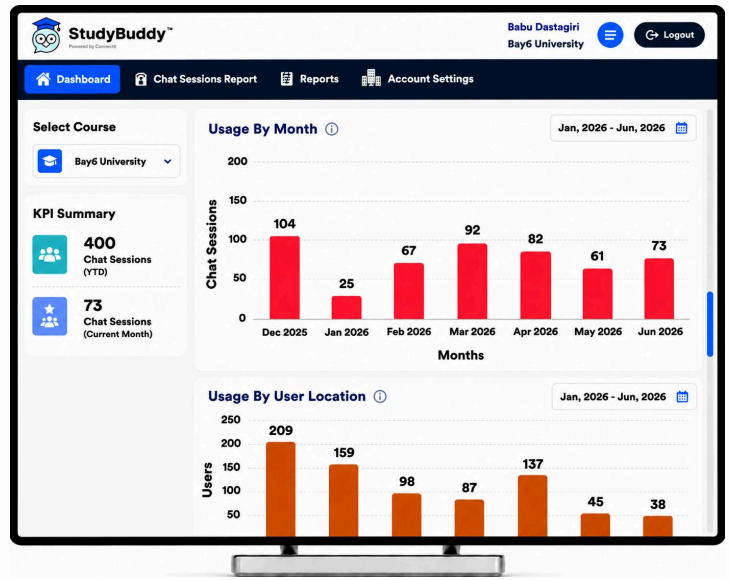 StudyBuddy™
Powered by ConnectX
Babu Dastagiri
Bay6 University
Logout
Dashboard
Chat Sessions Report
Reports
Account Settings
Select Course
Bay6 University
KPI Summary
400
Chat Sessions
(YTD)
73
Chat Sessions
(Current Month)
Usage By Month
Jan, 2026 - Jun, 2026
200
150
100
50
0
Chat Sessions
104
25
67
92
82
61
73
Dec 2025 Jan 2026 Feb 2026 Mar 2026 Apr 2026 May 2026 Jun 2026
Months
Usage By User Location
Jan, 2026 - Jun, 2026
250
200
150
100
50
Users
209
159
98
87
137
45
38